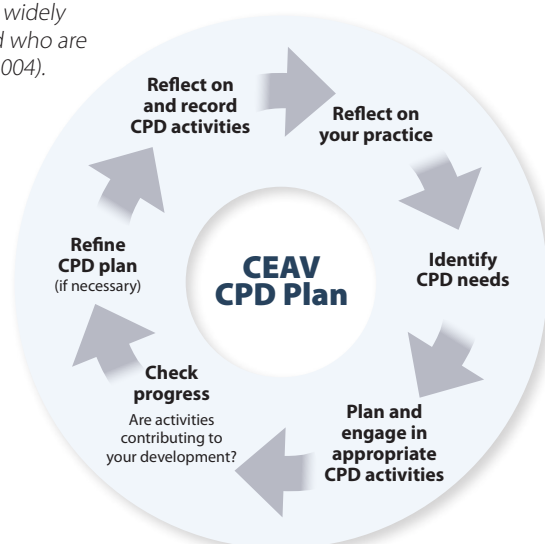 widely
d who are
004).
Reflect on
and record
CPD activities
Reflect on
your practice
Identify
CPD needs
Plan and
engage in
appropriate
CPD activities
Check
progress
Are activities
contributing to
your development?
Refine
CPD plan
(if necessary)
CEAV
CPD Plan